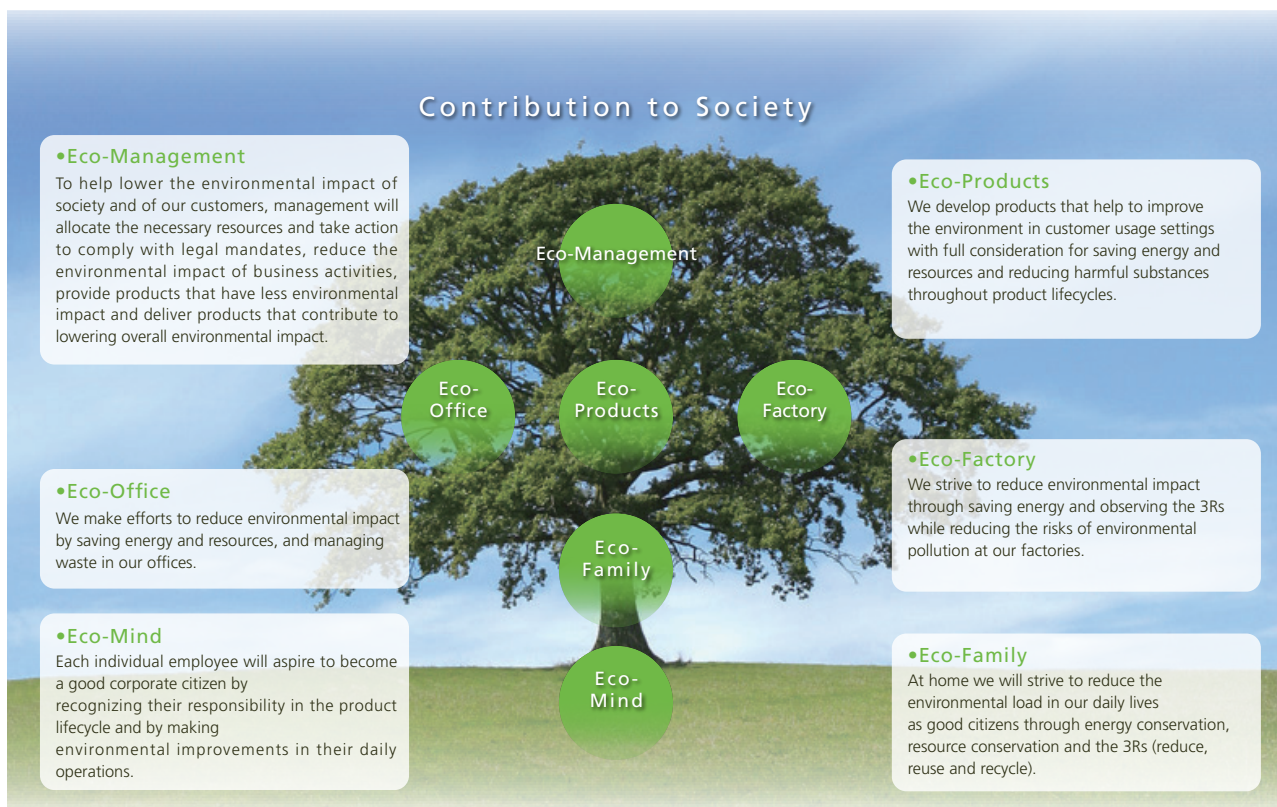 Contribution to Society
•Eco-Management
To help lower the environmental impact of
society and of our customers, management will
allocate the necessary resources and take action
to comply with legal mandates, reduce the
environmental impact of business activities,
provide products that have less environmental
impact and deliver products that contribute to
lowering overall environmental impact.
•Eco-Products
We develop products that help to improve
the environment in customer usage settings
with full consideration for saving energy and
resources and reducing harmful substances
throughout product lifecycles.
Eco-Management
Eco-
Office
Eco-
Products
Eco-
Factory
•Eco-Office
We make efforts to reduce environmental impact
by saving energy and resources, and managing
waste in our offices.
•Eco-Factory
We strive to reduce environmental impact
through saving energy and observing the 3Rs
while reducing the risks of environmental
pollution at our factories.
Eco-
Family
•Eco-Mind
Each individual employee will aspire to become
a good corporate citizen by
recognizing their responsibility in the product
lifecycle and by making
environmental improvements in their daily
operations.
Eco-
Mind
•Eco-Family
At home we will strive to reduce the
environmental load in our daily lives
as good citizens through energy conservation,
resource conservation and the 3Rs (reduce,
reuse and recycle).